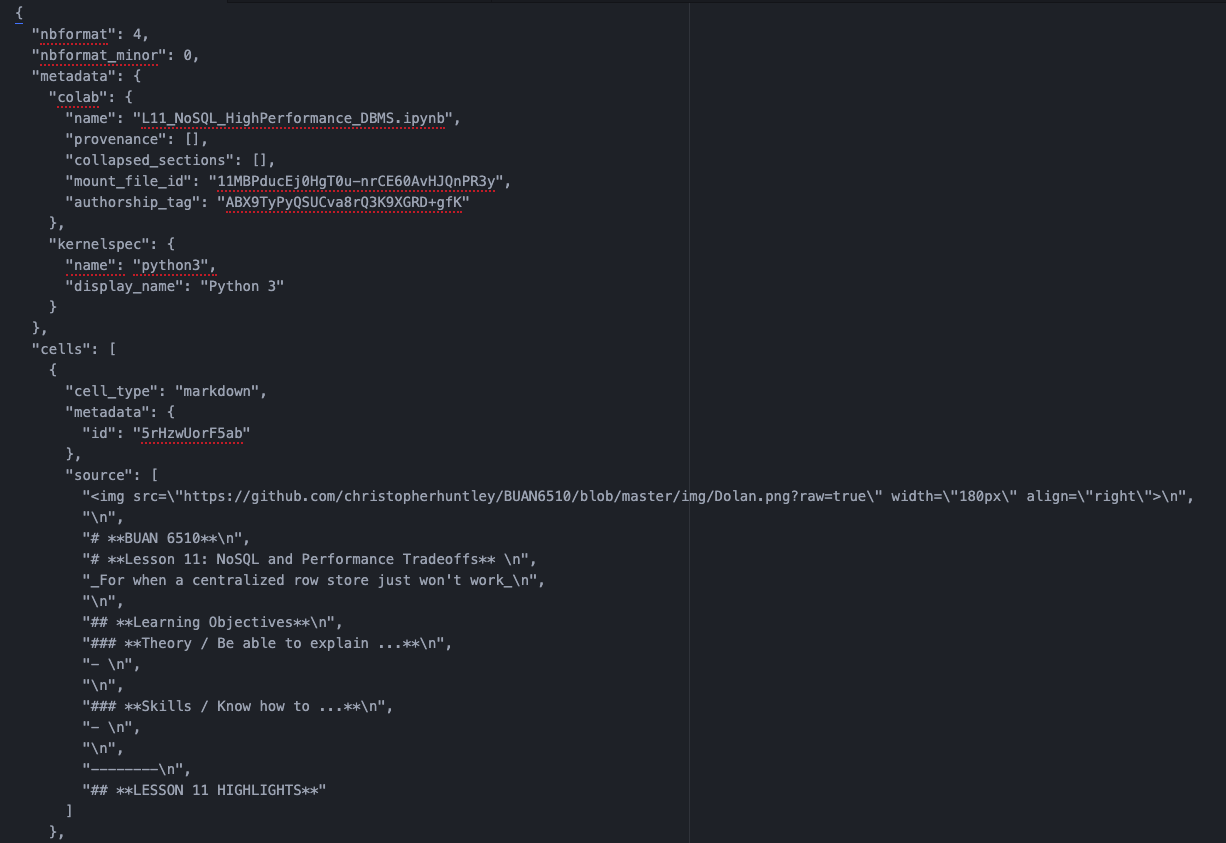 {
"nbformat": 4,
"nbformat_minor": 0,
"metadata": {
"colab": {
"name": "L11_NoSQL_HighPerformance_DBMS.ipynb",
"provenance": [],
"collapsed_sections": [],
"mount_file_id": "11MBPducEj0HgT0u-nrCE60AvHJQnPR3y",
"authorship_tag": "ABX9TyPyQSUCva8rQ3K9XGRD+gfK"
},
"kernelspec": {
"name": "python3",
"display_name": "Python 3"
}
},
"cells": [
{
"cell_type": "markdown",
"metadata": {
"id": "5rHzwUorF5ab"
},
"source": [
"<img src=\"https://github.com/christopherhuntley/BUAN6510/blob/master/img/Dolan.png?raw=true\" width=\"180px\" align=\"right\">\n",
"\n",
"# **BUAN 6510**\n",
"# **Lesson 11: NoSQL and Performance Tradeoffs** \n",
"_For when a centralized row store just won't work_\n",
"\n",
"## **Learning Objectives**\n",
"### **Theory / Be able to explain ...**\n",
"- \n",
"\n",
"### **Skills / Know how to ...**\n",
"- \n",
"\n",
"--------\n",
"## **LESSON 11 HIGHLIGHTS**"
]
},